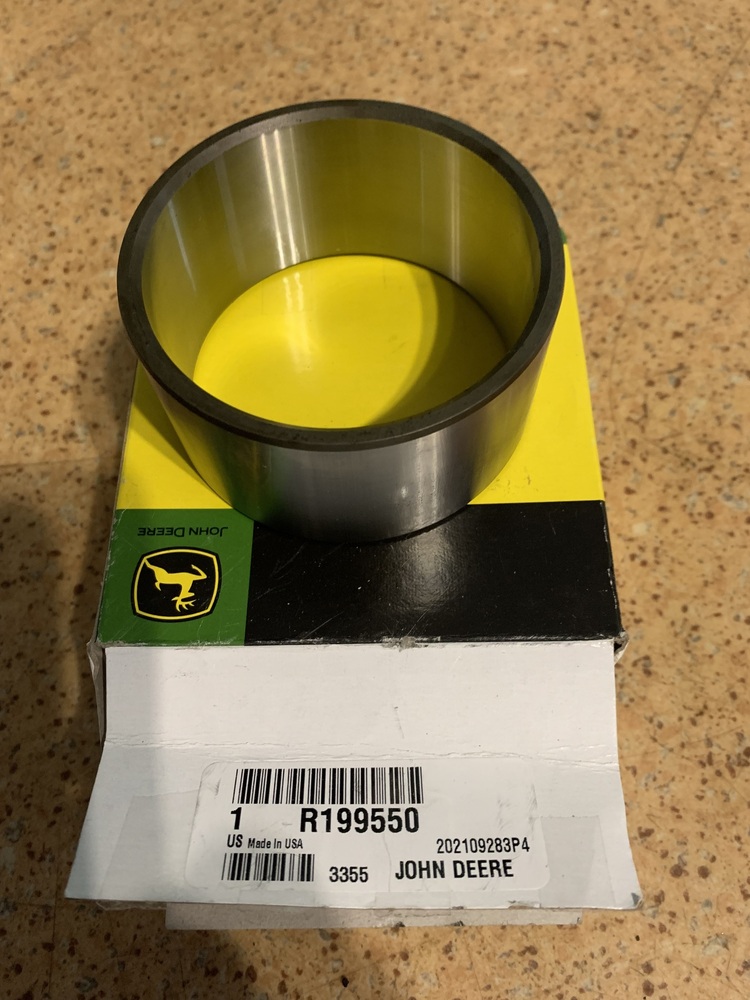 JOHN DEERE
1 R199550
US Made In USA 202109283P4
3355 JOHN DEERE